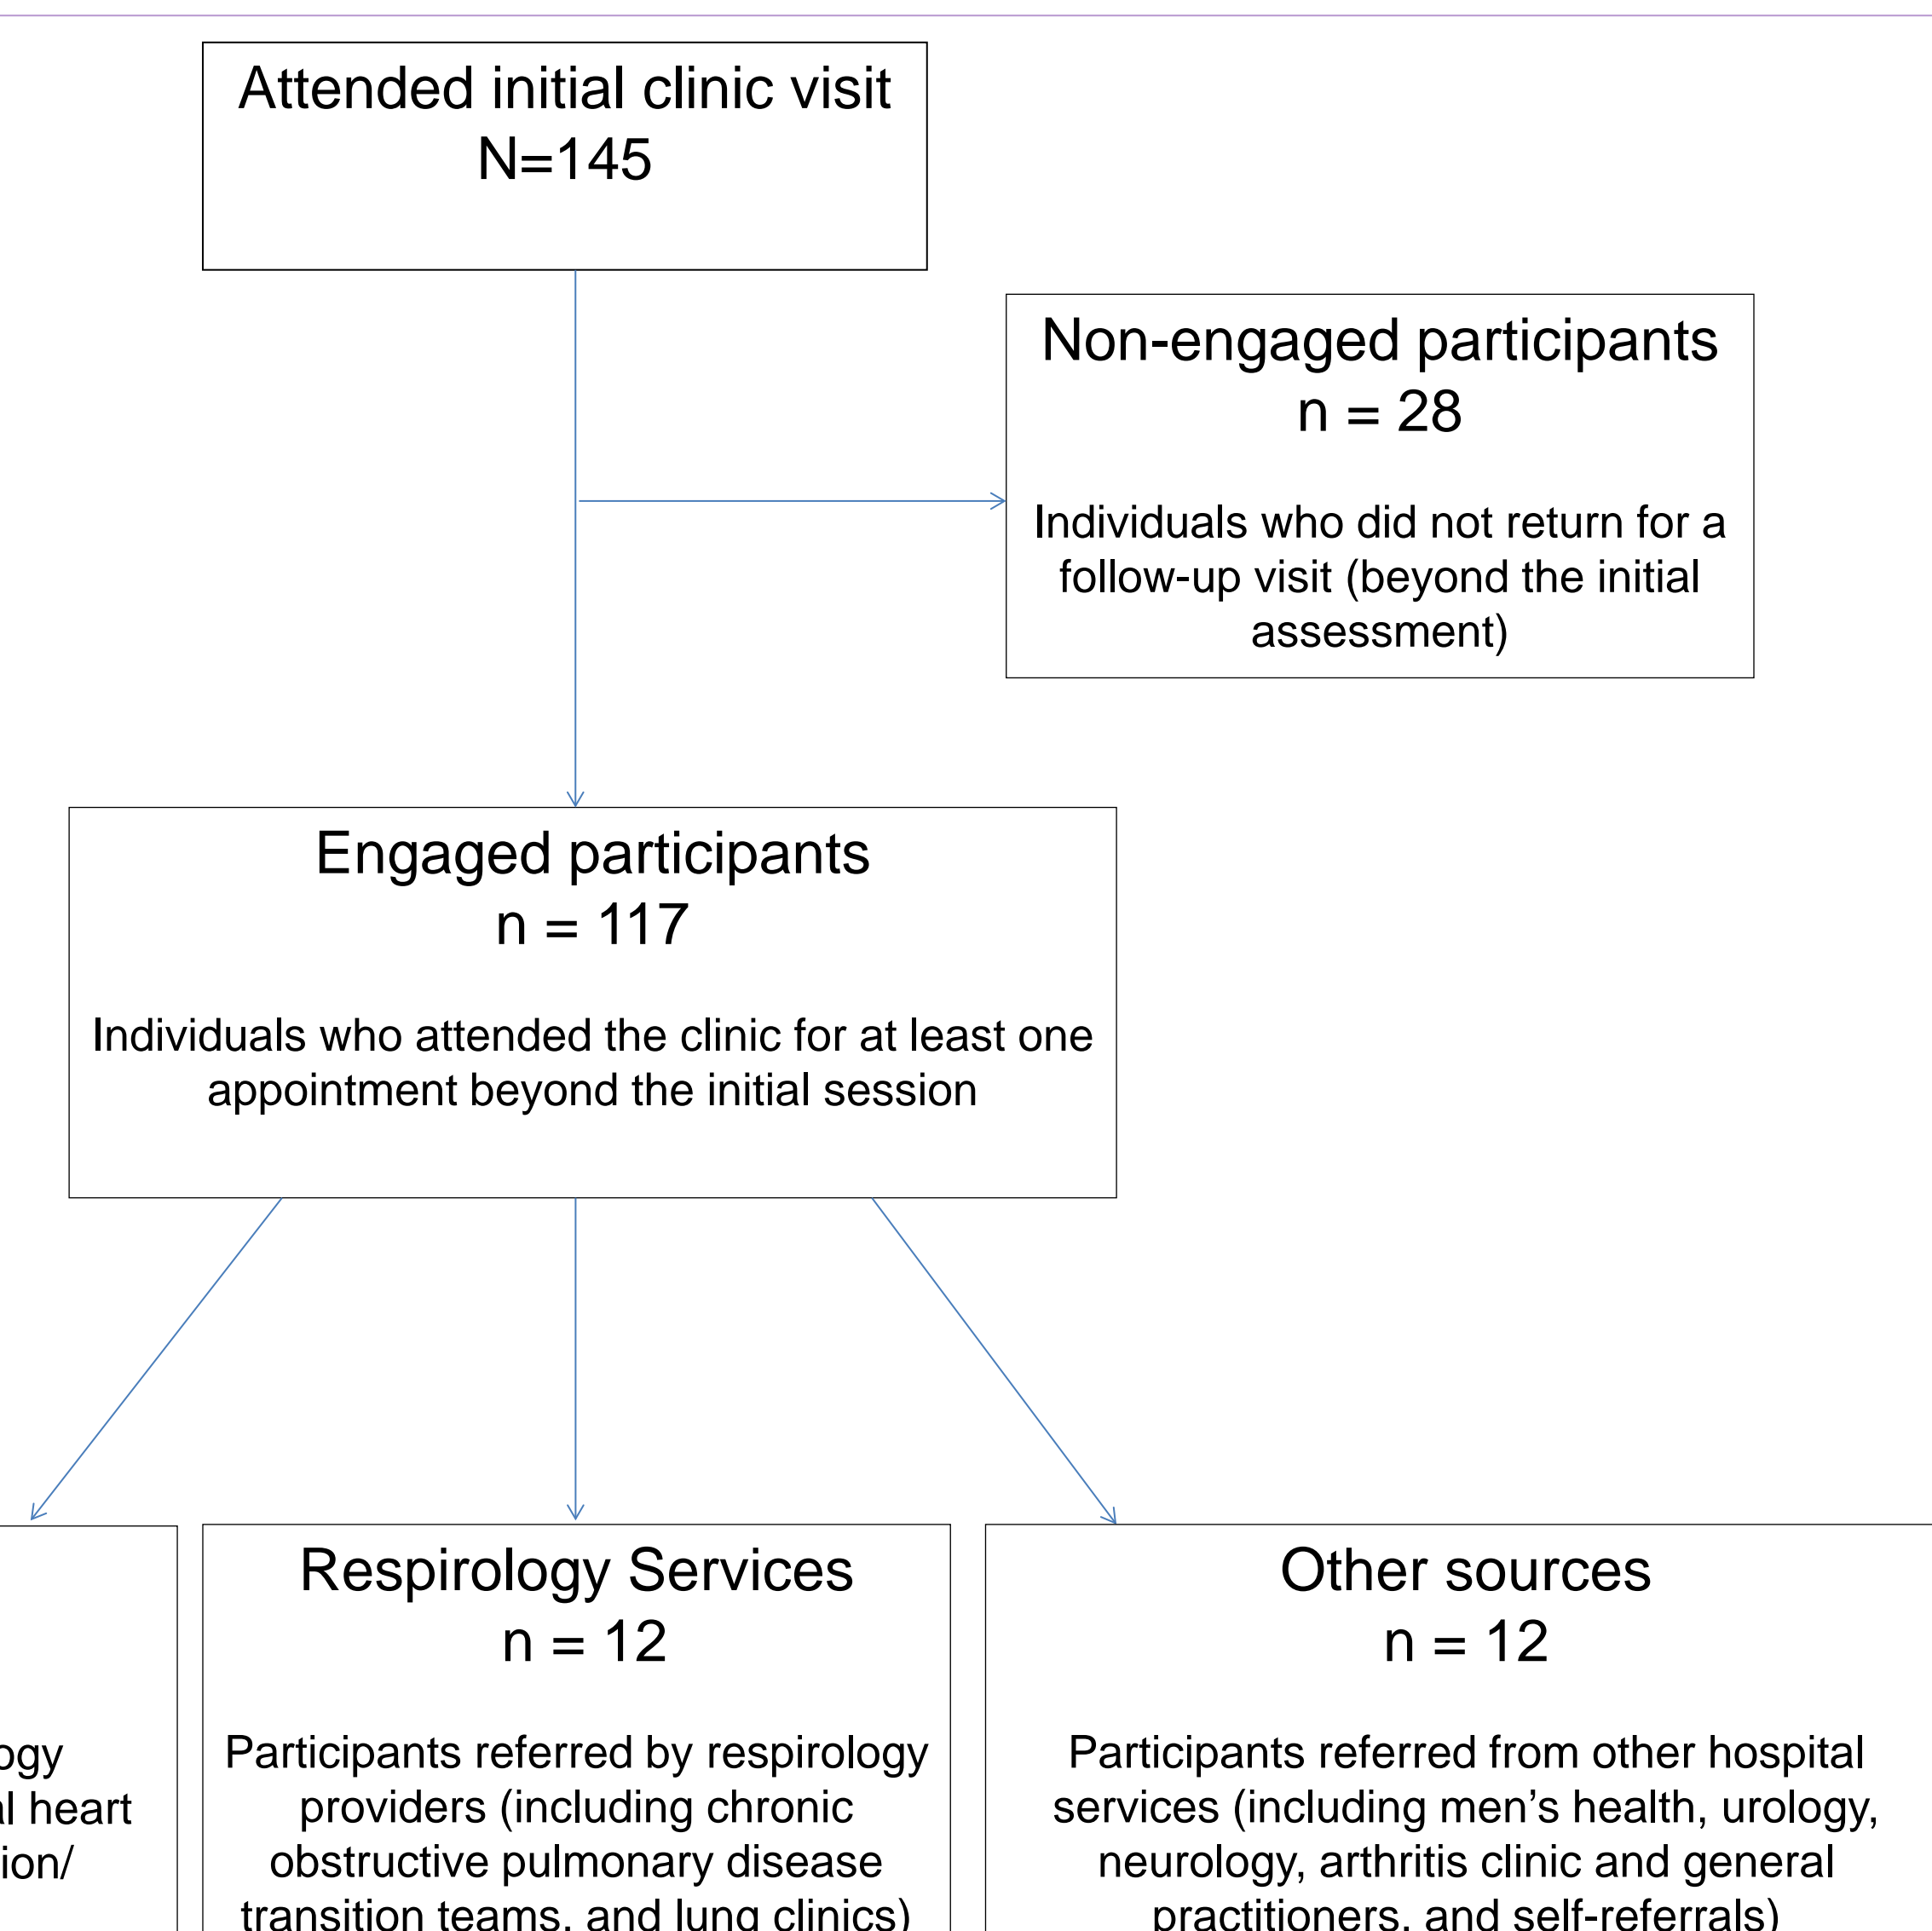 Attended initial clinic visit
N=145
Non-engaged participants
n = 28
Individuals who did not return for a
follow-up visit (beyond the initial
assessment)
Engaged participants
n = 117
Individuals who attended the clinic for at least one
appointment beyond the initial session
heart
Respirology Services
n = 12
Participants referred by respirology
providers (including chronic
obstructive pulmonary disease
transition teams, and lung clinics)
Other sources
n = 12
Participants referred from other hospital
services (including men’s health, urology,
neurology, arthritis clinic and general
practitioners, and self-referrals)